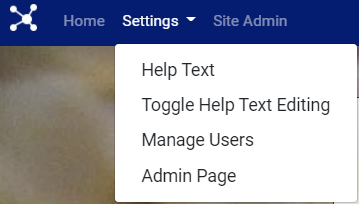 Home Settings Site Admin
Help Text
Toggle Help Text Editing
Manage Users
Admin Page